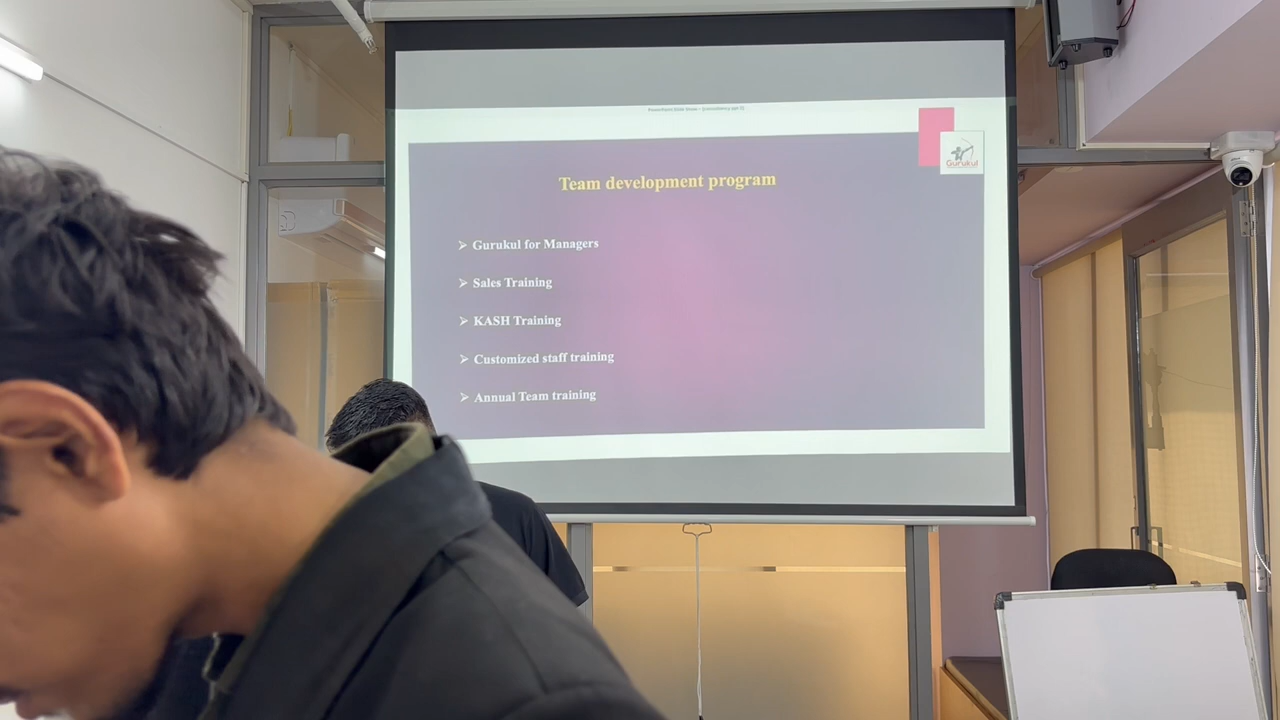 Gurukul
Team development program
➢ Gurukul for Managers
➢ Sales Training
➢ KASH Training
➢ Customized staff training
➢ Annual Team training